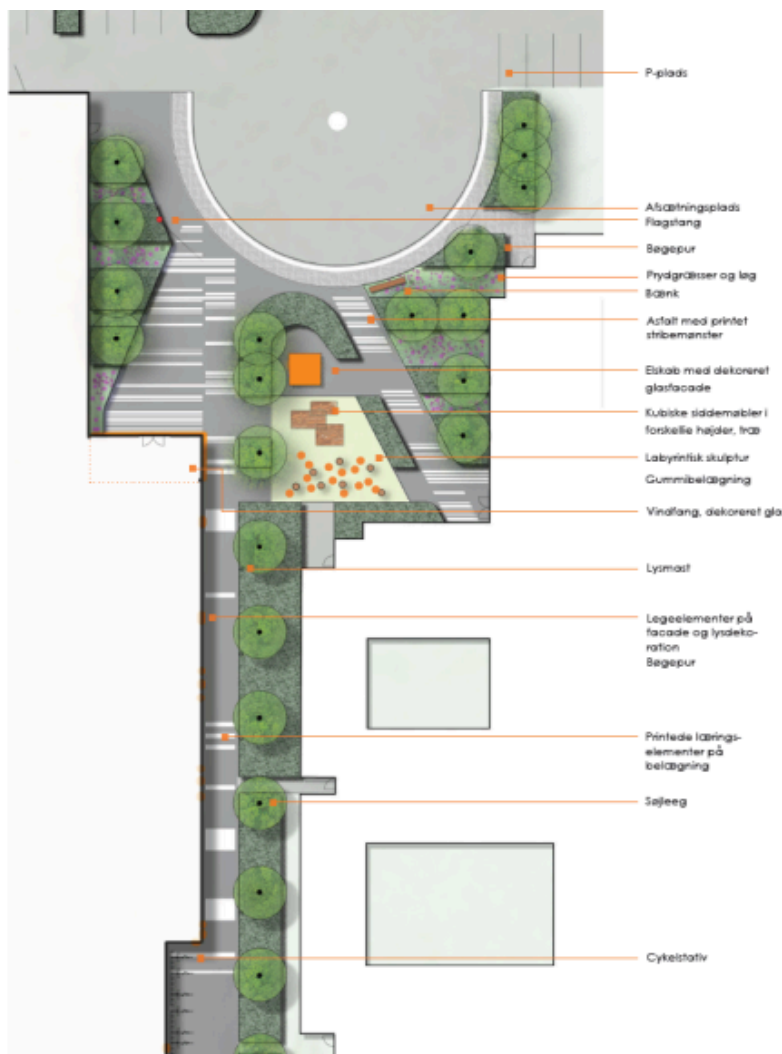 P-plads
Afsætningsplads
Flagstang
Bøgepur
Prydgræsser og løg
Bænk
Asfalt med printet
stribemønster
Elskab med dekoreret
glasfacade
Kubiske siddemøbler i
forskellie højder, træ
Labyrintisk skulptur
Gummibelægning
Vindfang, dekoreret gla
Lysmast
Legeelementer på
facade og lysdeko-
ration
Bøgepur
Printede lærings-
elementer på
belægning
Søjleeg
Cykelstativ